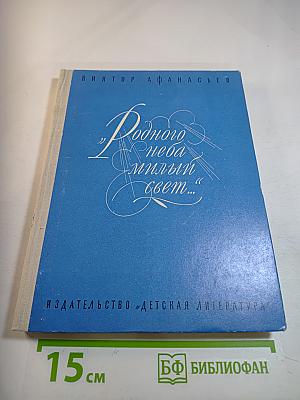 ВИКТОР АФАНАСЬЕВ
„Родного
неба
милый
свет..."
ИЗДАТЕЛЬСТВО „ДЕТСКАЯ ЛИТЕРАТУРА"
15 см
БФ БИБЛИОФАН